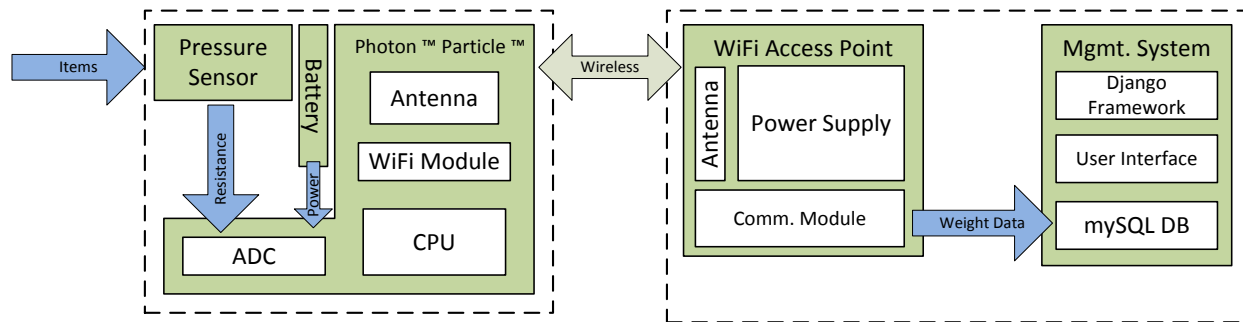 Items
Pressure
Sensor
Battery
Photon ™ Particle ™
Antenna
WiFi Module
CPU
Resistance
Power
ADC
Wireless
WiFi Access Point
Antenna
Power Supply
Comm. Module
Weight Data
Mgmt. System
Django
Framework
User Interface
mySQL DB